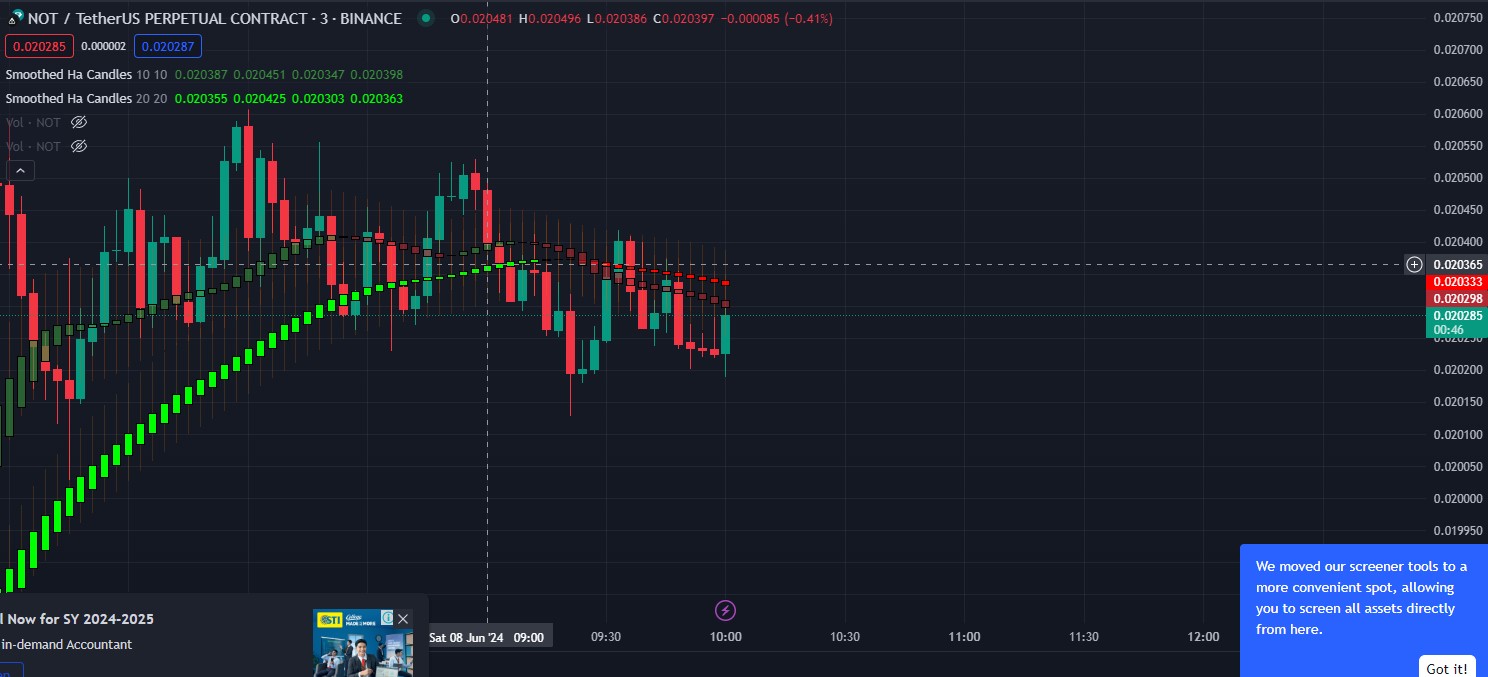 NOT / TetherUS PERPETUAL CONTRACT · 3 · BINANCE O0.020481 H0.020496 L0.020386 C0.020397 −0.000085 (−0.41%)
0.020285 0.000002 0.020287
Smoothed Ha Candles 10 10 0.020387 0.020451 0.020347 0.020398
Smoothed Ha Candles 20 20 0.020355 0.020425 0.020303 0.020363
Vol · NOT
Vol · NOT
0.020750
0.020700
0.020650
0.020600
0.020550
0.020500
0.020450
0.020400
0.020365
0.020333
0.020298
0.020285
00:46
0.020250
0.020200
0.020150
0.020100
0.020050
0.020000
0.019950
We moved our screener tools to a
more convenient spot, allowing
you to screen all assets directly
from here.
Got it!
l Now for SY 2024-2025
in-demand Accountant
STI College
Sat 08 Jun '24 09:00 09:30 10:00 10:30 11:00 11:30 12:00